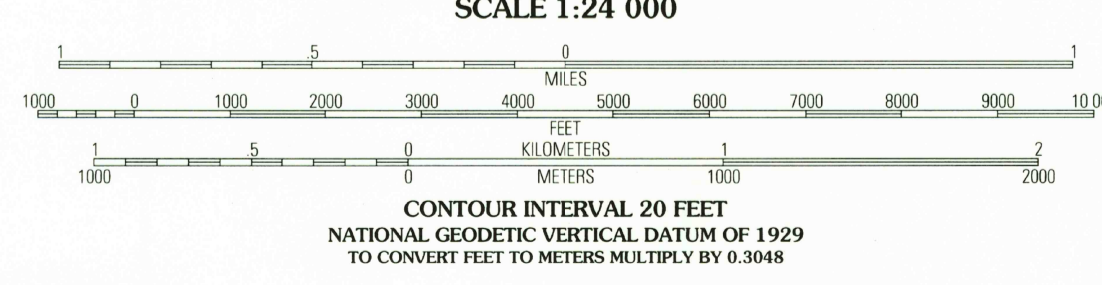 SCALE 1:24 000
1 .5 0 1
MILES
1000 0 1000 2000 3000 4000 5000 6000 7000 8000 9000 10 00
FEET
1 .5 0 KILOMETERS 1 2
1000 0 METERS 1000 2000
CONTOUR INTERVAL 20 FEET
NATIONAL GEODETIC VERTICAL DATUM OF 1929
TO CONVERT FEET TO METERS MULTIPLY BY 0.3048